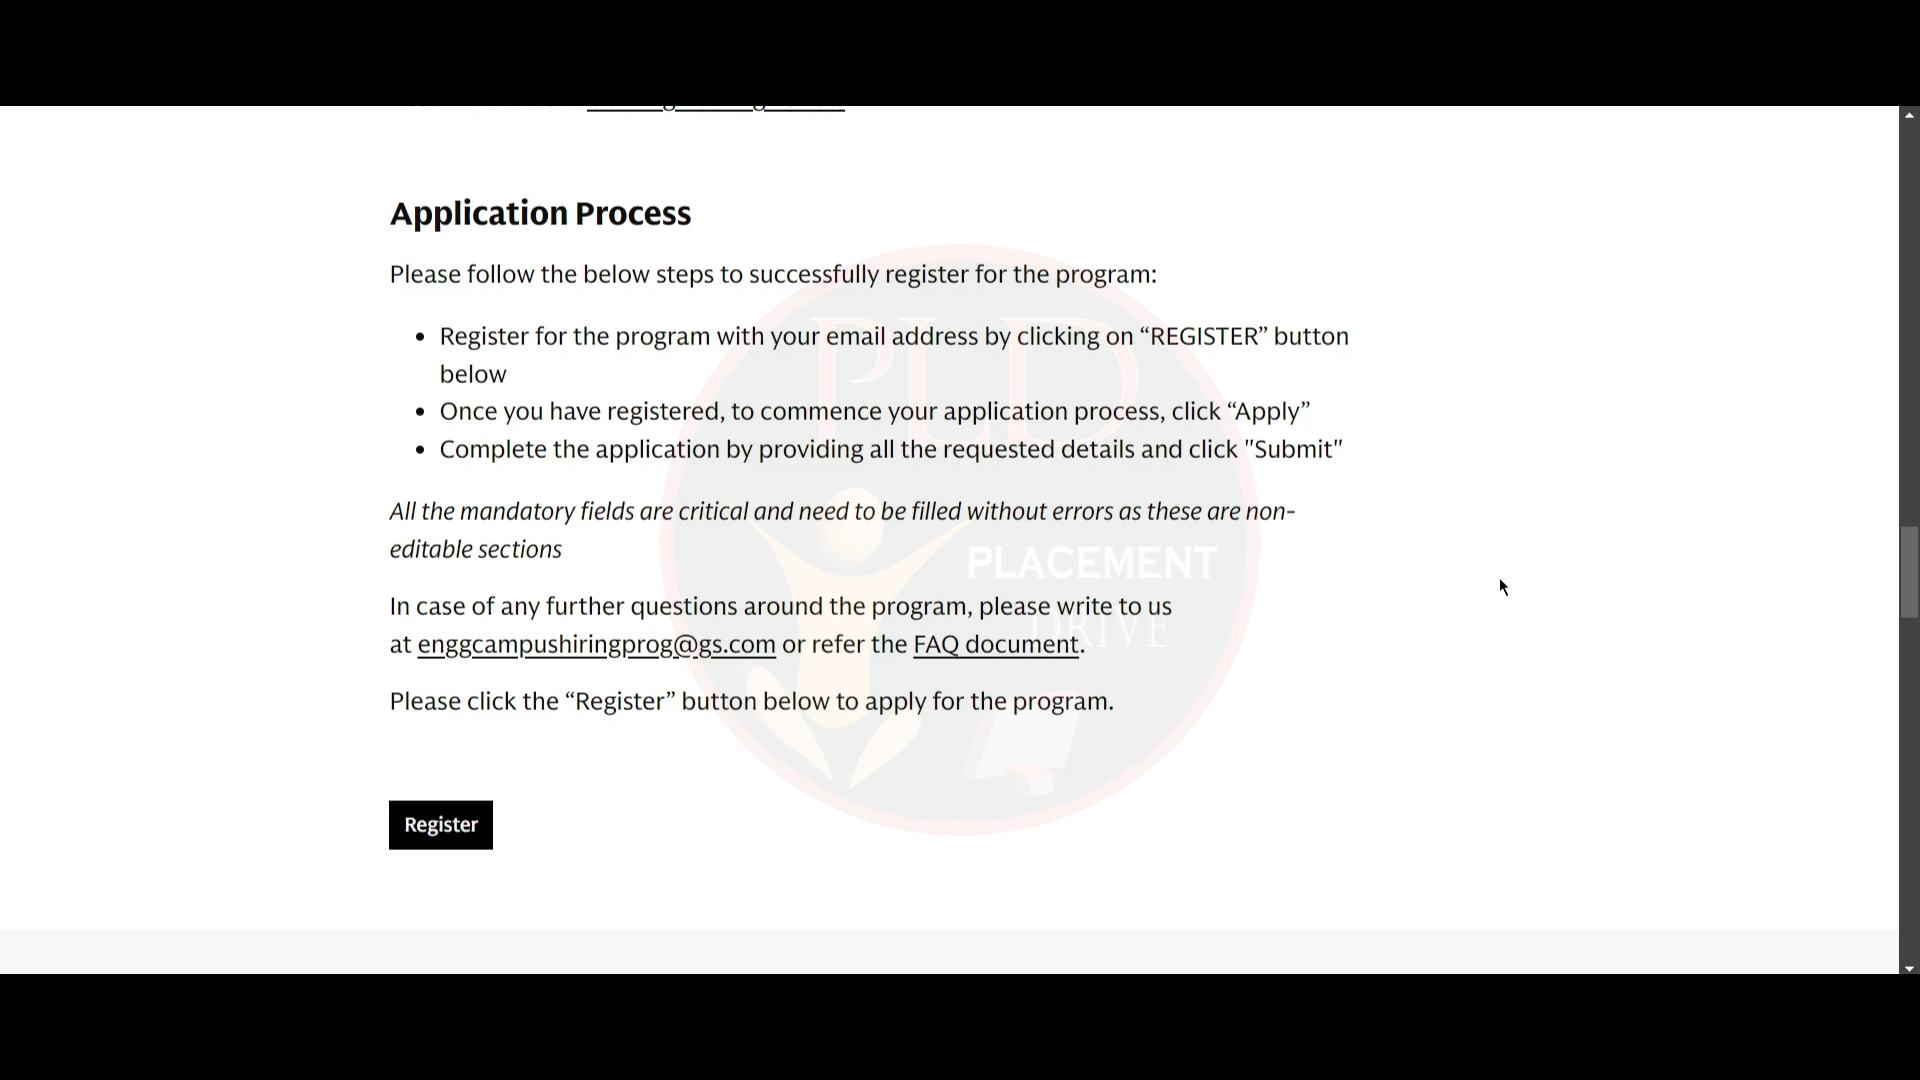 Application Process
Please follow the below steps to successfully register for the program:
• Register for the program with your email address by clicking on “REGISTER” button
below
• Once you have registered, to commence your application process, click “Apply”
• Complete the application by providing all the requested details and click "Submit"
All the mandatory fields are critical and need to be filled without errors as these are non-
editable sections
In case of any further questions around the program, please write to us
at enggcampushiringprog@gs.com or refer the FAQ document.
Please click the “Register” button below to apply for the program.
Register
PLD
PLACEMENT
DRIVE